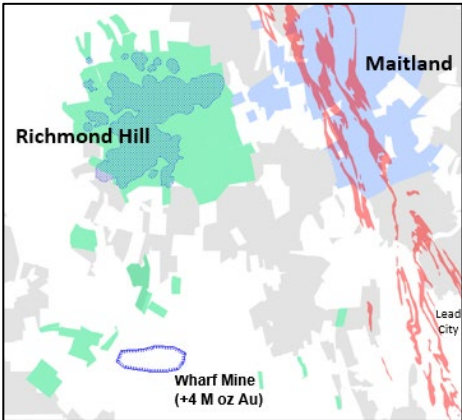 Maitland
Richmond Hill
Lead
City
Wharf Mine
(+4 M oz Au)